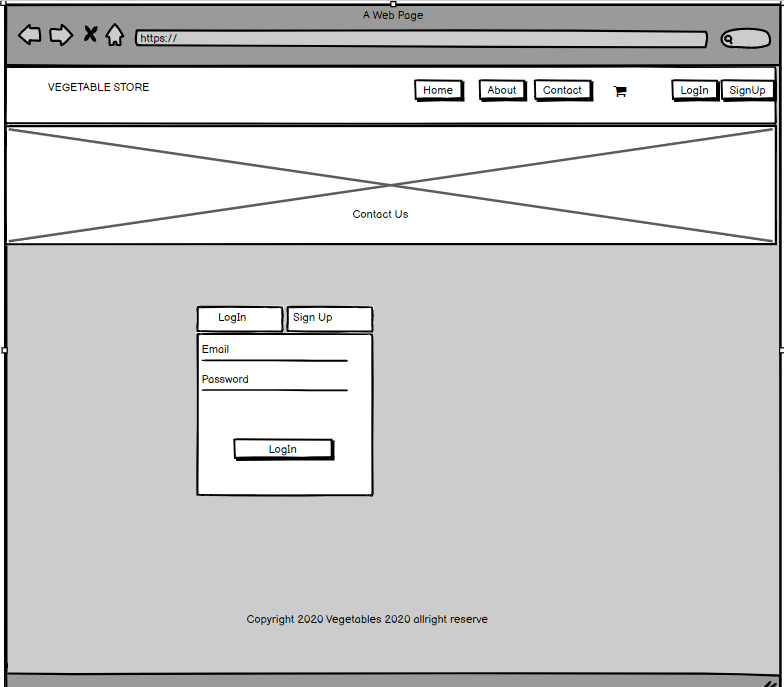 A Web Page
https://
VEGETABLE STORE Home About Contact LogIn SignUp
Contact Us
LogIn Sign Up
Email
Password
LogIn
Copyright 2020 Vegetables 2020 allright reserve